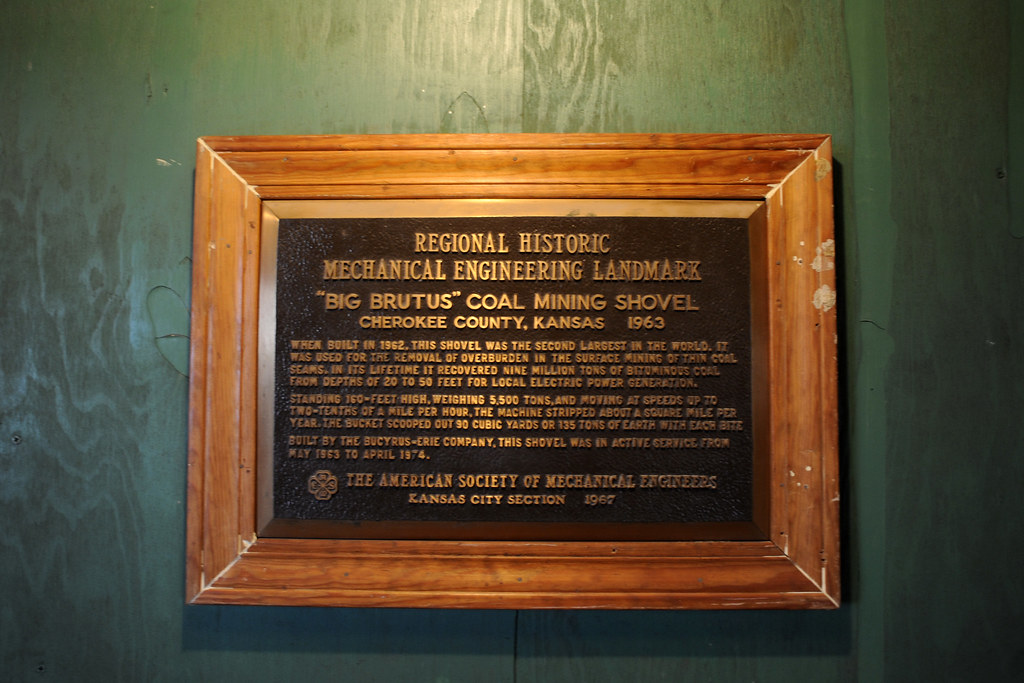 REGIONAL HISTORIC
MECHANICAL ENGINEERING LANDMARK
"BIG BRUTUS" COAL MINING SHOVEL
CHEROKEE COUNTY, KANSAS 1963
WHEN BUILT IN 1962, THIS SHOVEL WAS THE SECOND LARGEST IN THE WORLD. IT
WAS USED FOR THE REMOVAL OF OVERBURDEN IN THE SURFACE MINING OF THIN COAL
SEAMS. IN ITS LIFETIME IT RECOVERED NINE MILLION TONS OF BITUMINOUS COAL
FROM DEPTHS OF 20 TO 50 FEET FOR LOCAL ELECTRIC POWER GENERATION.
STANDING 160-FEET HIGH, WEIGHING 5,500 TONS, AND MOVING AT SPEEDS UP TO
TWO-TENTHS OF A MILE PER HOUR, THE MACHINE STRIPPED ABOUT A SQUARE MILE PER
YEAR. THE BUCKET SCOOPED OUT 90 CUBIC YARDS OR 135 TONS OF EARTH WITH EACH BITE
BUILT BY THE BUCYRUS-ERIE COMPANY, THIS SHOVEL WAS IN ACTIVE SERVICE FROM
MAY 1963 TO APRIL 1974.
THE AMERICAN SOCIETY OF MECHANICAL ENGINEERS
KANSAS CITY SECTION 1987